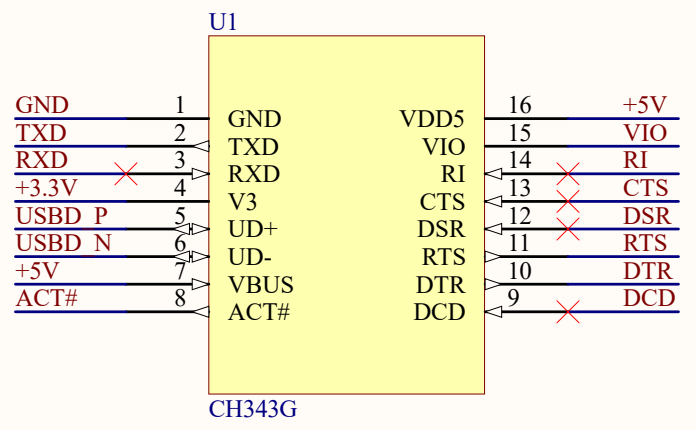 U1
GND 1 GND VDD5 16 +5V
TXD 2 TXD VIO 15 VIO
RXD 3 RXD RI 14 RI
+3.3V 4 V3 CTS 13 CTS
USBD_P 5 UD+ DSR 12 DSR
USBD_N 6 UD- RTS 11 RTS
+5V 7 VBUS DTR 10 DTR
ACT# 8 ACT# DCD 9 DCD
CH343G